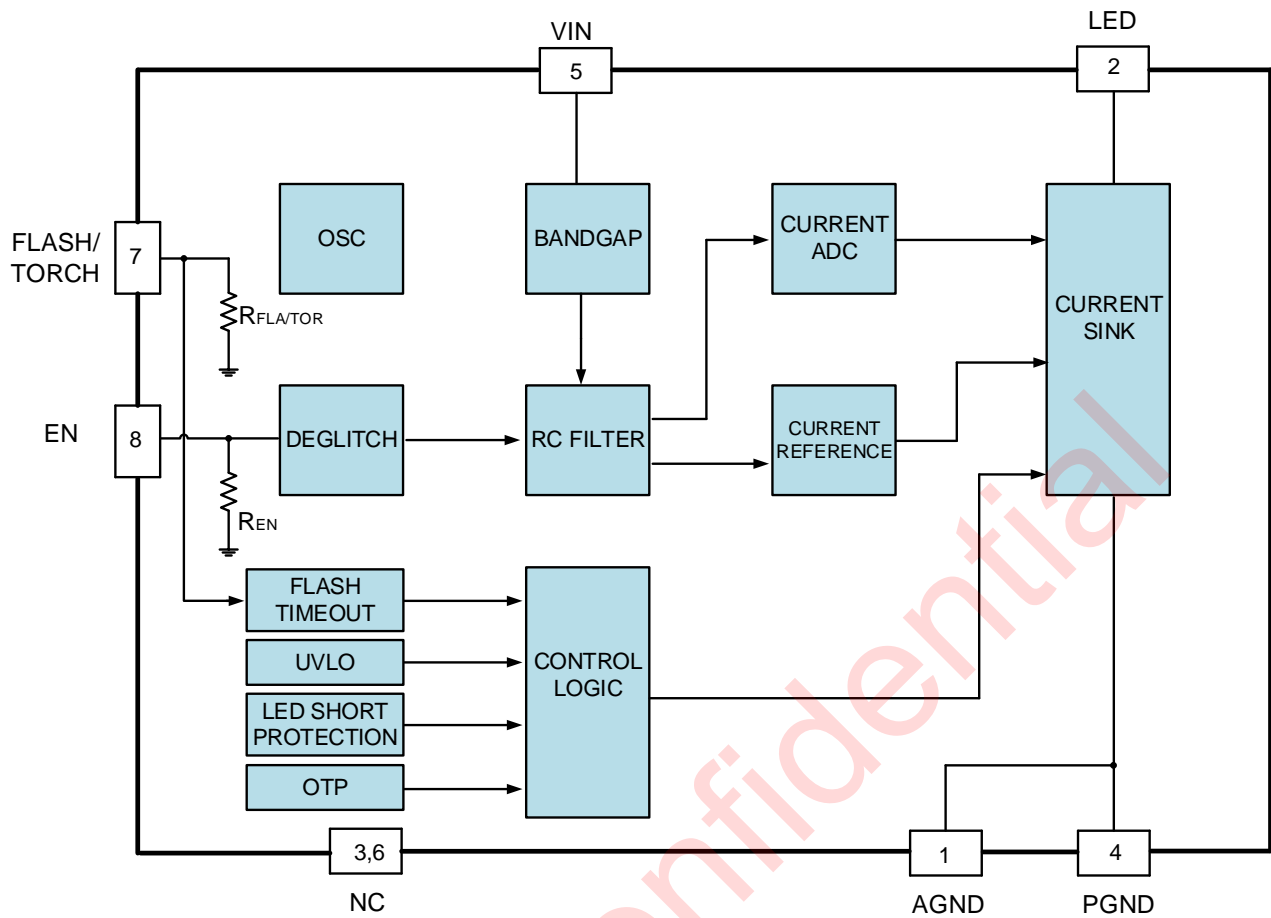 VIN
LED
5
2
FLASH/
TORCH
7
OSC
BANDGAP
CURRENT
ADC
CURRENT
SINK
RFLA/TOR
EN
8
DEGLITCH
RC FILTER
CURRENT
REFERENCE
REN
FLASH
TIMEOUT
UVLO
LED SHORT
PROTECTION
OTP
CONTROL
LOGIC
3,6
1
4
NC
AGND
PGND
nfidential